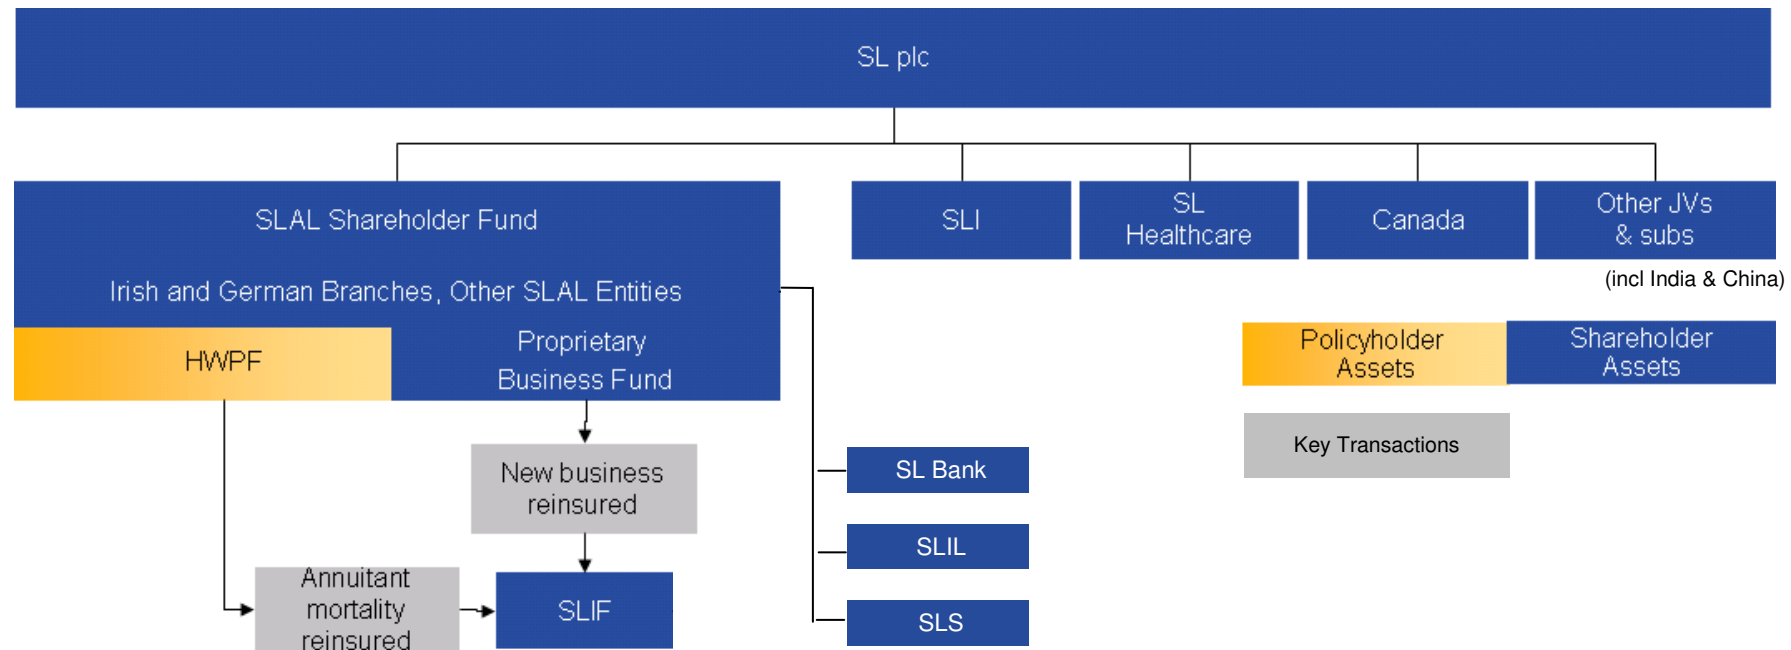 SL plc
SLAL Shareholder Fund
Irish and German Branches, Other SLAL Entities
HWPF
Proprietary
Business Fund
SLI
SL
Healthcare
Canada
Other JVs
& subs
(incl India & China)
Policyholder
Assets
Shareholder
Assets
Key Transactions
New business
reinsured
Annuitant
mortality
reinsured
SLIF
SL Bank
SLIL
SLS